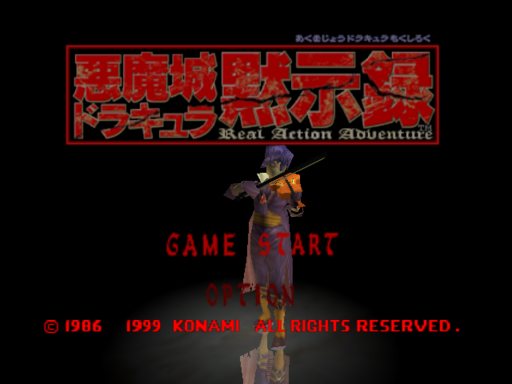 あくまじょうドラキュラもくしろく
悪魔城 黙示録
ドラキュラ
Real Action Adventure TM
GAME START
OPTION
© 1986 1999 KONAMI ALL RIGHTS RESERVED.